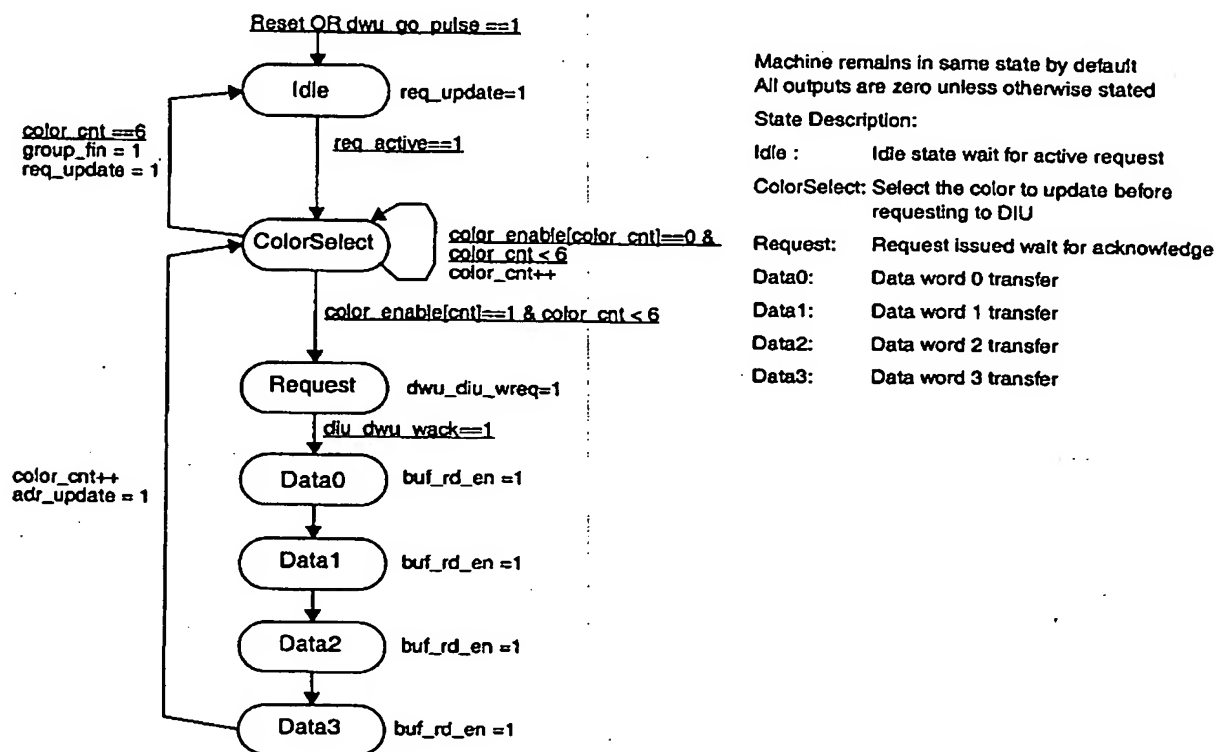 Reset OR dwu_go_pulse ==1
Idle
req_update=1
color_cnt ==6
group_fin = 1
req_update = 1
req_active==1
ColorSelect
color_enable[color_cnt]==0 &
color_cnt < 6
color_cnt++
color_enable[cnt]==1 & color_cnt < 6
Request
dwu_diu_wreq=1
diu_dwu_wack==1
Data0
buf_rd_en =1
color_cnt++
adr_update = 1
Data1
buf_rd_en =1
Data2
buf_rd_en =1
Data3
buf_rd_en =1
Machine remains in same state by default
All outputs are zero unless otherwise stated
State Description:
Idle : Idle state wait for active request
ColorSelect: Select the color to update before
requesting to DIU
Request: Request issued wait for acknowledge
Data0: Data word 0 transfer
Data1: Data word 1 transfer
Data2: Data word 2 transfer
Data3: Data word 3 transfer